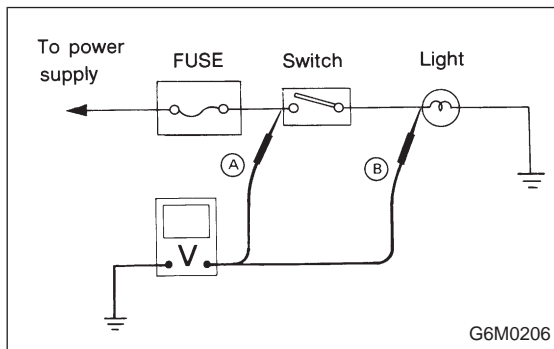 To power
supply
FUSE
Switch
Light
A
B
V
G6M0206